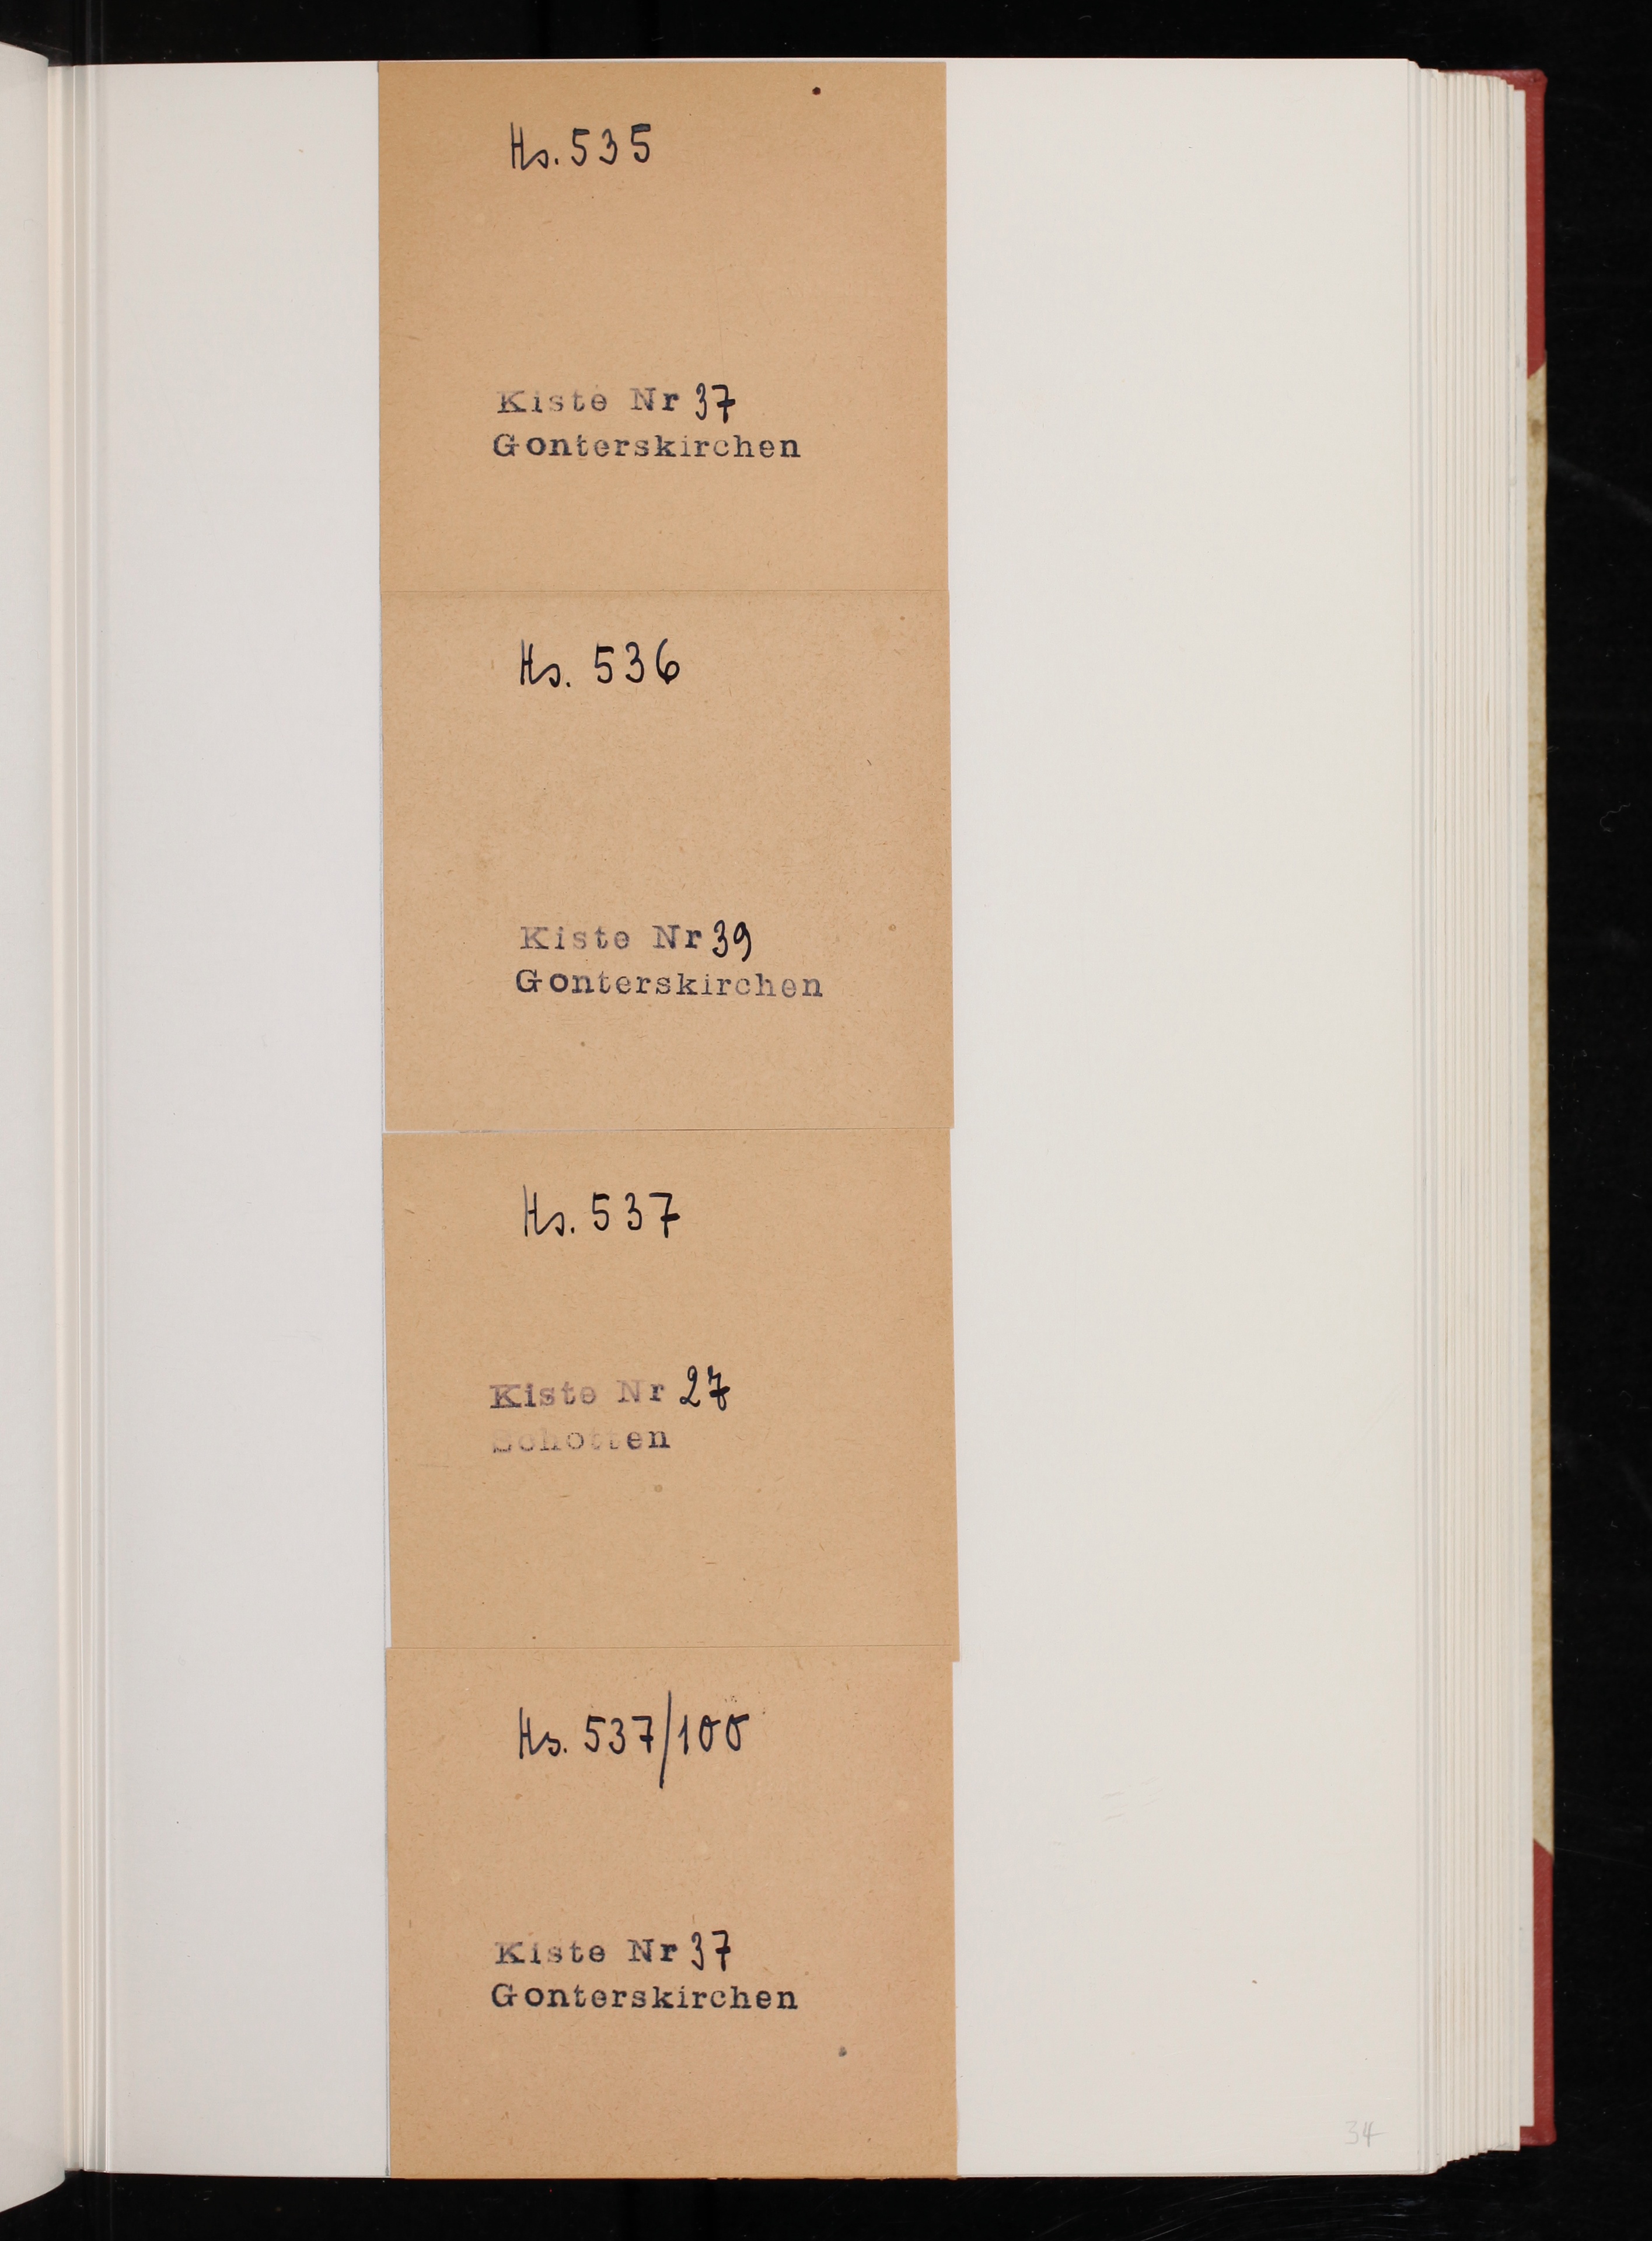 Hs. 535
Kiste Nr 37
Gonterskirchen
Hs. 536
Kiste Nr 39
Gonterskirchen
Hs. 537
Kiste Nr 27
Schotten
Hs. 537/100
Kiste Nr 37
Gonterskirchen
34